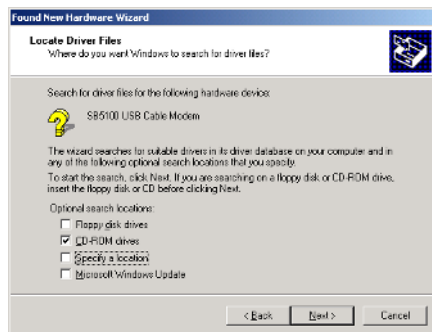 Found New Hardware Wizard
Locate Driver Files
Where do you want Windows to search for driver files?
Search for driver files for the following hardware device:
SB5100 USB Cable Modem
The wizard searches for suitable drivers in its driver database on your computer and in
any of the following optional search locations that you specify.
To start the search, click Next. If you are searching on a floppy disk or CD-ROM drive,
insert the floppy disk or CD before clicking Next.
Optional search locations:
Floppy disk drives
CD-ROM drives
Specify a location
Microsoft Windows Update
< Back Next > Cancel